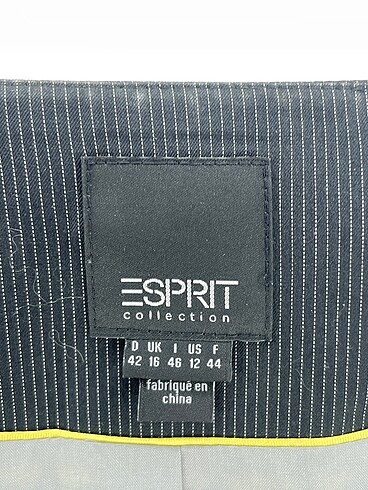 ESPRIT
collection
D UK I US F
42 16 46 12 44
fabriqué en
china